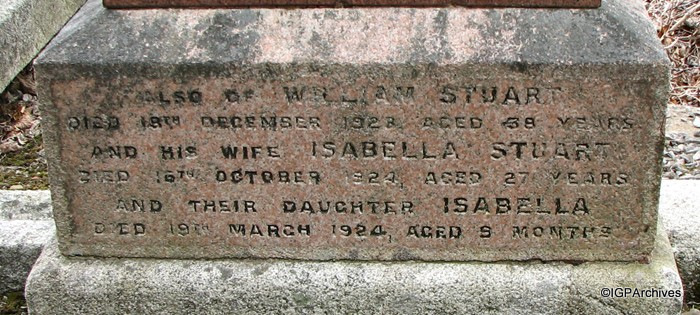 ALSO OF WILLIAM STUART
DIED 18TH DECEMBER 1923, AGED 38 YEARS
AND HIS WIFE ISABELLA STUART
DIED 16TH OCTOBER 1924, AGED 27 YEARS
AND THEIR DAUGHTER ISABELLA
DIED 19TH MARCH 1924, AGED 9 MONTHS
©IGPArchives